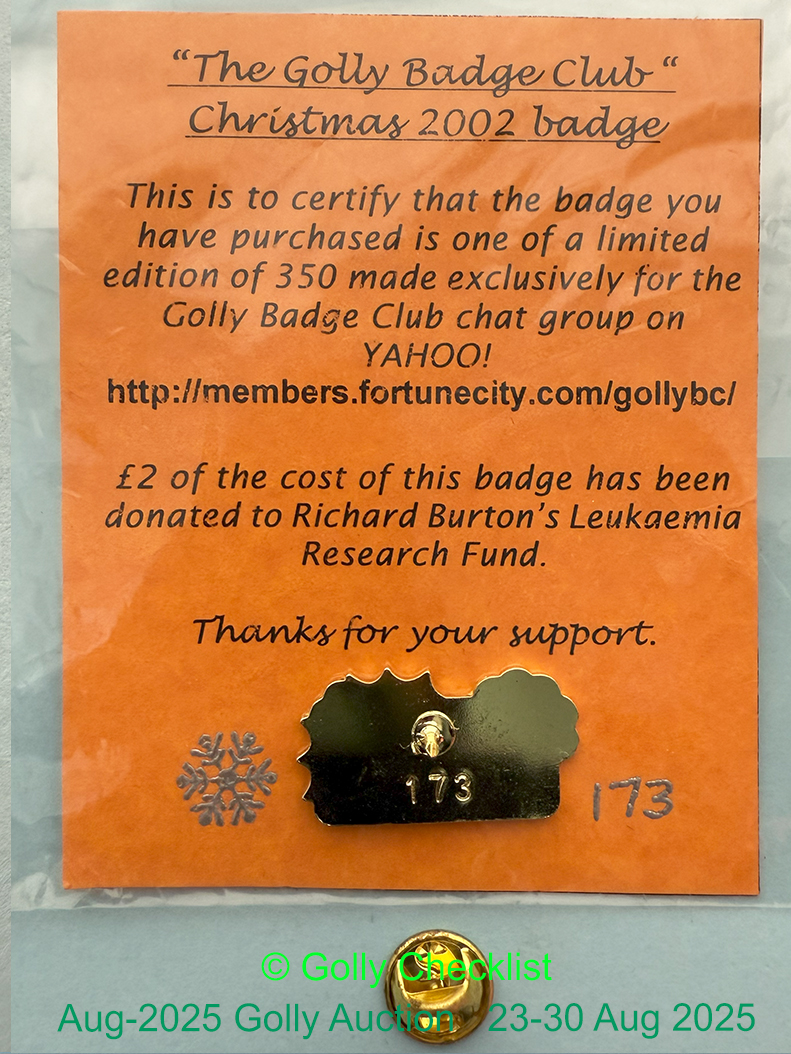 “The Golly Badge Club “
Christmas 2002 badge
This is to certify that the badge you
have purchased is one of a limited
edition of 350 made exclusively for the
Golly Badge Club chat group on
YAHOO!
http://members.fortunecity.com/gollybc/
£2 of the cost of this badge has been
donated to Richard Burton’s Leukaemia
Research Fund.
Thanks for your support.
173
173
© Golly Checklist
Aug-2025 Golly Auction 23-30 Aug 2025